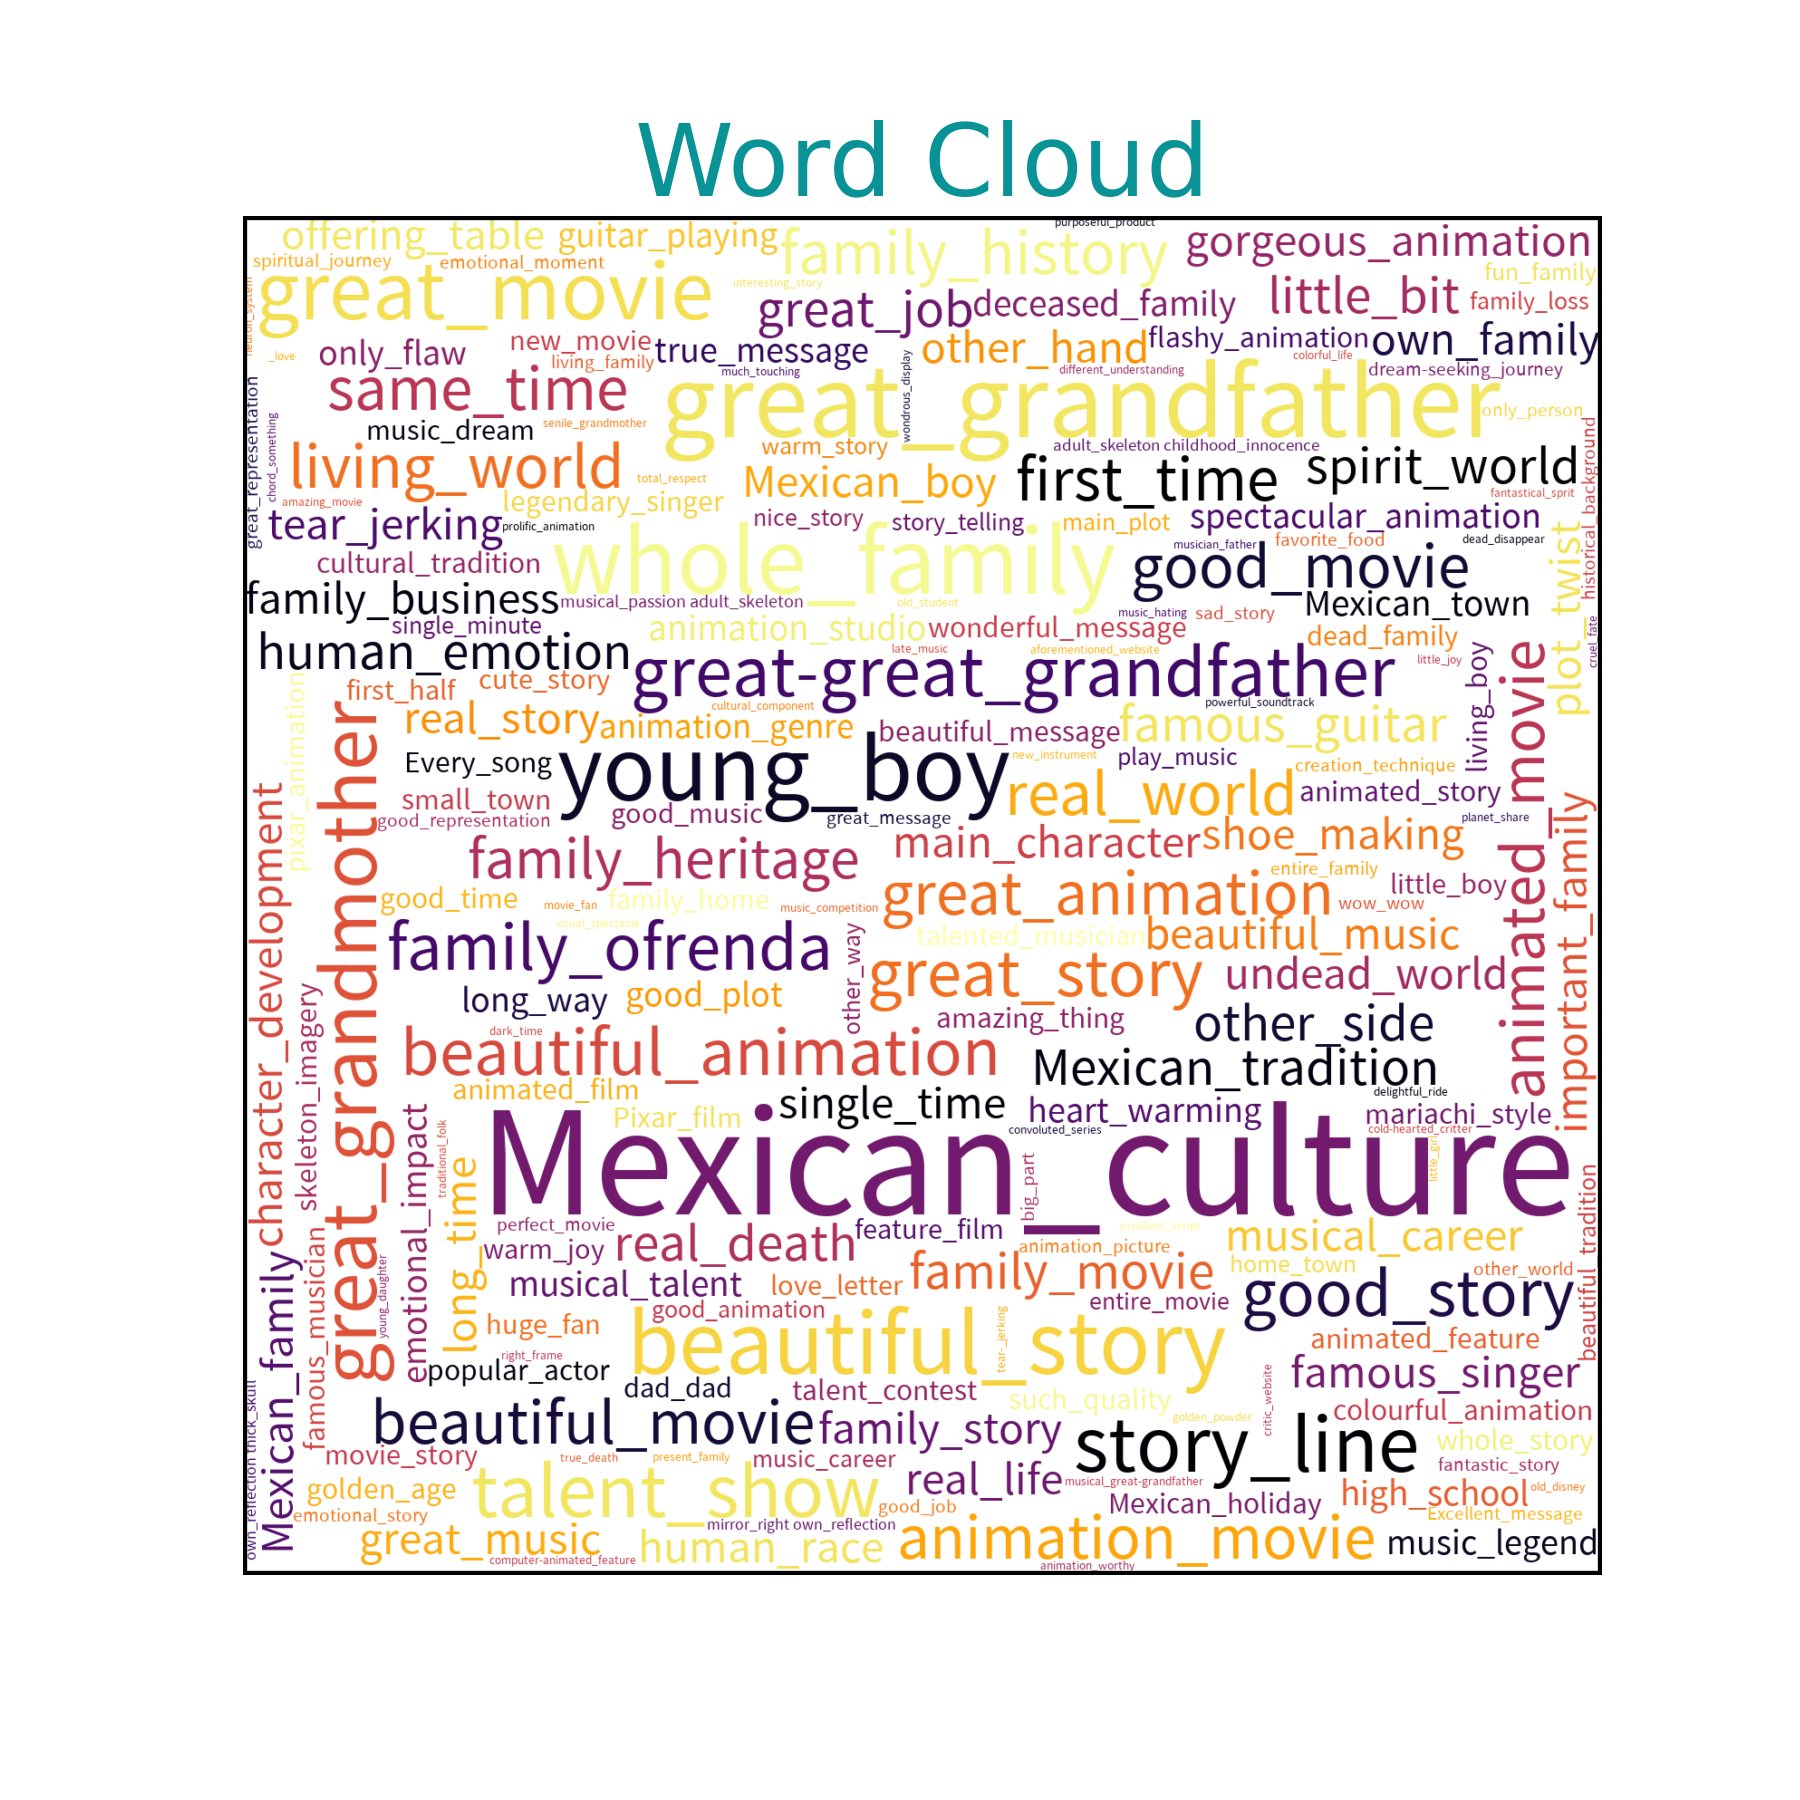 Word Cloud
purposeful_product
offering_table guitar_playing family_history gorgeous_animation
spiritual_journey emotional_moment fun_family
great_movie interesting_story little_bit family_loss
neuron_system great_job deceased_family
only_flaw new_movie true_message other_hand flashy_animation own_family
_love living_family colorful_life
same_time much_touching wondrous_display different_understanding dream-seeking_journey
great_grandfather only_person
great_representation chord_something music_dream senile_grandmother
living_world warm_story adult_skeleton childhood_innocence
total_respect Mexican_boy first_time spirit_world
amazing_movie legendary_singer fantastical_sprit historical_background
tear_jerking prolific_animation nice_story story_telling main_plot spectacular_animation
cultural_tradition whole_family musician_father favorite_food dead_disappear plot_twist
good_movie
family_business musical_passion adult_skeleton old_student Mexican_town
single_minute music_hating sad_story
human_emotion animation_studio wonderful_message dead_family cruel_fate
late_music aforementioned_website little_joy
great-great_grandfather living_boy animated_movie
first_half cute_story
pixar_animation cultural_component powerful_soundtrack
great_grandmother real_story animation_genre beautiful_message famous_guitar
Every_song young_boy new_instrument play_music creation_technique
small_town real_world animated_story
good_representation good_music great_message planet_share
character_development family_heritage main_character shoe_making important_family
entire_family
good_time movie_fan family_home music_competition great_animation little_boy
wow_wow
visual_spectacle talented_musician beautiful_music
family_ofrenda other_way great_story undead_world
skeleton_imagery long_way good_plot
dark_time amazing_thing other_side
beautiful_animation Mexican_tradition
animated_film delightful_ride
Pixar_film single_time heart_warming mariachi_style
emotional_impact traditional_folk convoluted_series cold-hearted_critter
Mexican_culture little_girl
long_time big_part beautiful_tradition
perfect_movie feature_film excellent_script
famous_musician warm_joy real_death animation_picture musical_career
Mexican_family young_daughter musical_talent love_letter family_movie home_town other_world
good_animation entire_movie good_story
huge_fan beautiful_story tear-_jerking animated_feature
right_frame
popular_actor famous_singer
dad_dad talent_contest such_quality critic_website
beautiful_movie family_story golden_powder colourful_animation
own_reflection thick_skull story_line whole_story
movie_story true_death present_family music_career fantastic_story
golden_age talent_show real_life musical_great-grandfather high_school old_disney
emotional_story good_job Mexican_holiday Excellent_message
great_music mirror_right own_reflection
human_race animation_movie music_legend
computer-animated_feature animation_worthy